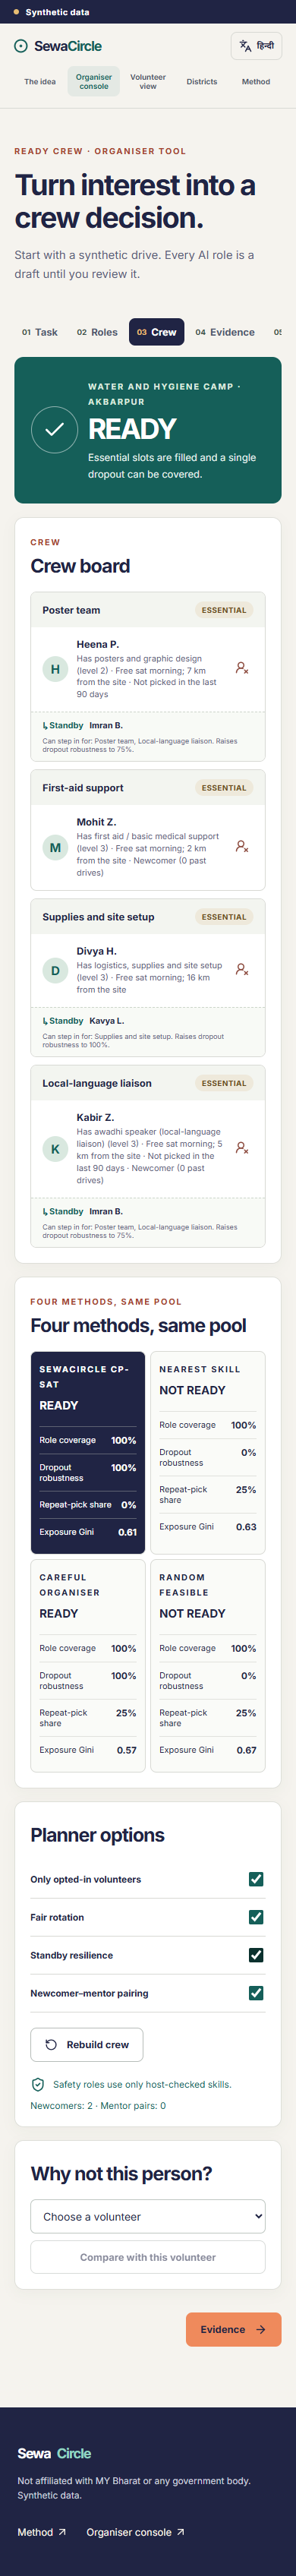 Synthetic data
SewaCircle
हिन्दी
The idea
Organiser
console
Volunteer
view
Districts
Method
READY CREW · ORGANISER TOOL
Turn interest into a
crew decision.
Start with a synthetic drive. Every AI role is a
draft until you review it.
01 Task
02 Roles
03 Crew
04 Evidence
05
WATER AND HYGIENE CAMP ·
AKBARPUR
READY
Essential slots are filled and a single
dropout can be covered.
CREW
Crew board
Poster team
ESSENTIAL
H
Heena P.
Has posters and graphic design
(level 2) · Free sat morning; 7 km
from the site · Not picked in the last
90 days
↳ Standby Imran B.
Can step in for: Poster team, Local-language liaison. Raises
dropout robustness to 75%.
First-aid support
ESSENTIAL
M
Mohit Z.
Has first aid / basic medical support
(level 3) · Free sat morning; 2 km
from the site · Newcomer (0 past
drives)
Supplies and site setup
ESSENTIAL
D
Divya H.
Has logistics, supplies and site setup
(level 3) · Free sat morning; 16 km
from the site
↳ Standby Kavya L.
Can step in for: Supplies and site setup. Raises dropout
robustness to 100%.
Local-language liaison
ESSENTIAL
K
Kabir Z.
Has awadhi speaker (local-language
liaison) (level 3) · Free sat morning; 5
km from the site · Not picked in the
last 90 days · Newcomer (0 past
drives)
↳ Standby Imran B.
Can step in for: Poster team, Local-language liaison. Raises
dropout robustness to 75%.
FOUR METHODS, SAME POOL
Four methods, same pool
SEWACIRCLE CP-
SAT
READY
Role coverage 100%
Dropout
robustness 100%
Repeat-pick share 0%
Exposure Gini 0.61
NEAREST SKILL
NOT READY
Role coverage 100%
Dropout
robustness 0%
Repeat-pick
share 25%
Exposure Gini 0.63
CAREFUL
ORGANISER
READY
Role coverage 100%
Dropout
robustness 100%
Repeat-pick
share 25%
Exposure Gini 0.57
RANDOM
FEASIBLE
NOT READY
Role coverage 100%
Dropout
robustness 0%
Repeat-pick
share 25%
Exposure Gini 0.67
Planner options
Only opted-in volunteers
Fair rotation
Standby resilience
Newcomer–mentor pairing
Rebuild crew
Safety roles use only host-checked skills.
Newcomers: 2 · Mentor pairs: 0
Why not this person?
Choose a volunteer
Compare with this volunteer
Evidence →
Sewa Circle
Not affiliated with MY Bharat or any government body.
Synthetic data.
Method ↗ Organiser console ↗